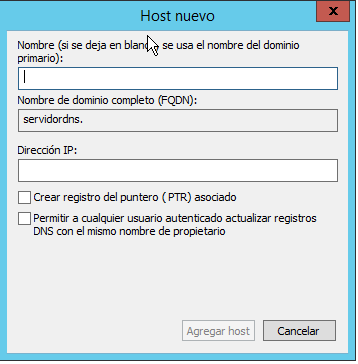 Host nuevo
Nombre (si se deja en blanco se usa el nombre del dominio
primario):
Nombre de dominio completo (FQDN):
servidordns.
Dirección IP:
Crear registro del puntero (PTR) asociado
Permitir a cualquier usuario autenticado actualizar registros
DNS con el mismo nombre de propietario
Agregar host
Cancelar